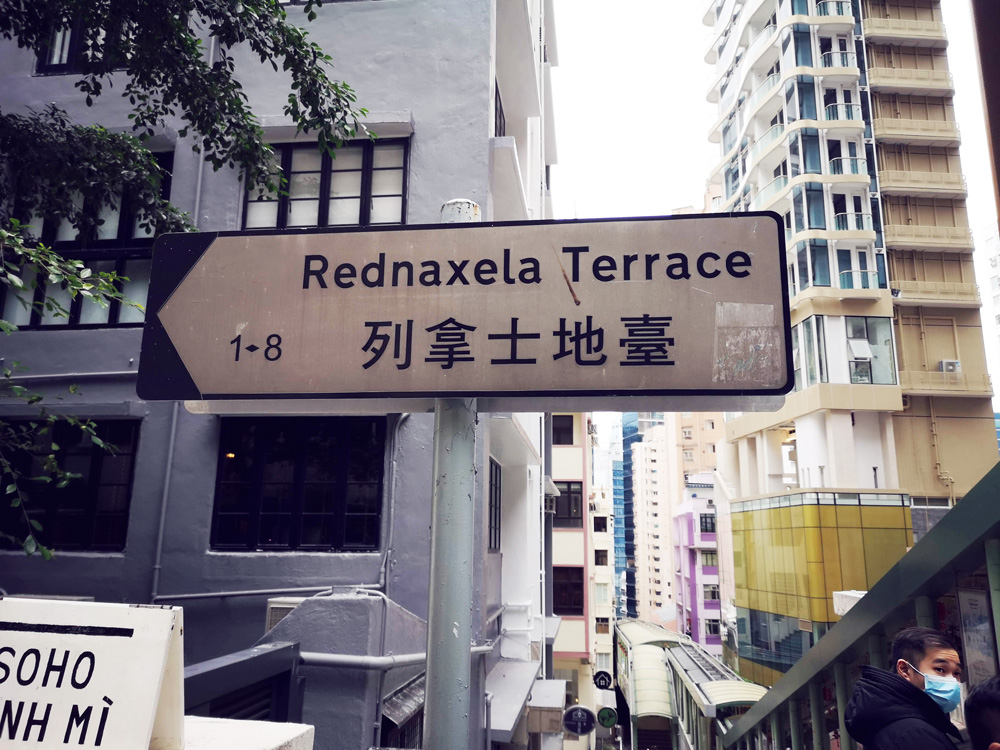 Rednaxela Terrace
1◂▸8
列拿士地臺
SOHO
NH MÌ